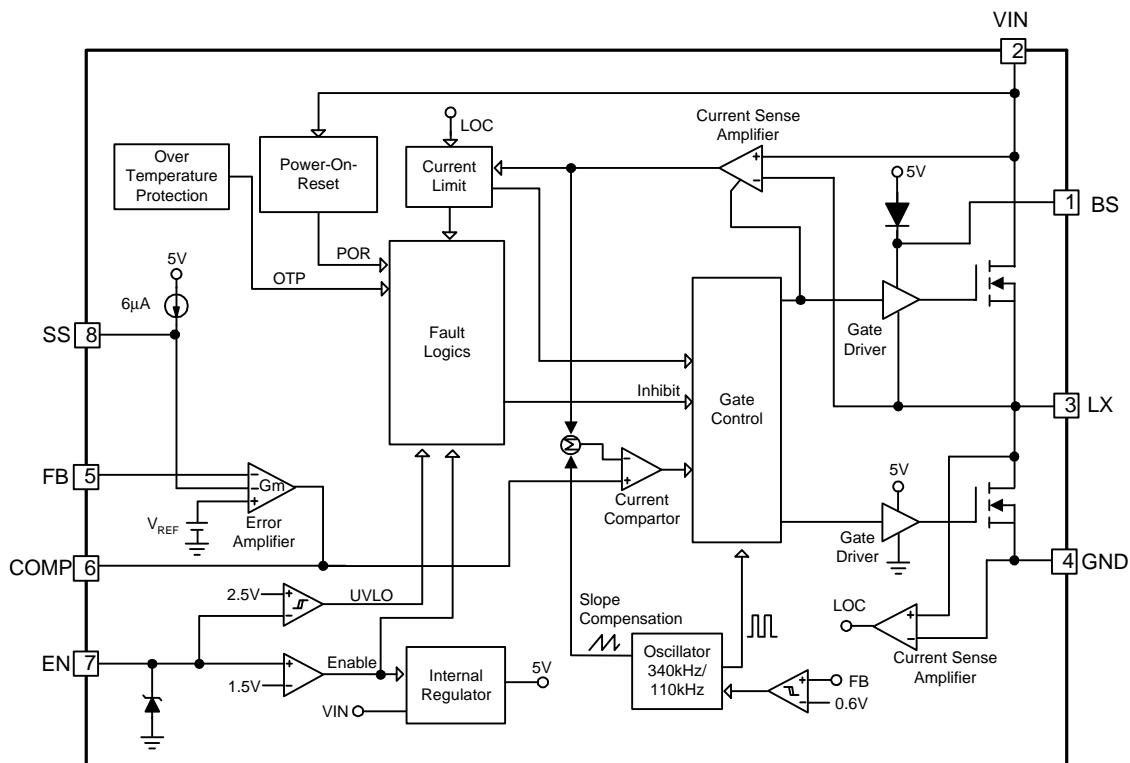 VIN
2
LOC
Current Sense
Amplifier
Over
Temperature
Protection
Power-On-
Reset
Current
Limit
+
−
5V
1
BS
POR
OTP
5V
6μA
SS
8
Fault
Logics
Gate
Driver
Inhibit
Gate
Control
3
LX
Σ
−
+
Current
Compartor
FB
5
−
−
+
Gm
VREF
Error
Amplifier
5V
Gate
Driver
COMP
6
4
GND
2.5V
+
−
UVLO
Slope
Compensation
LOC
+
−
Current Sense
Amplifier
EN
7
+
−
1.5V
Enable
Internal
Regulator
5V
VIN
Oscillator
340kHz/
110kHz
+
−
FB
0.6V